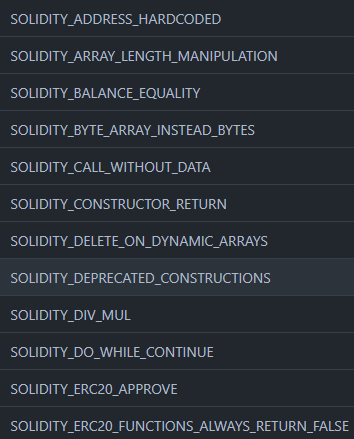 SOLIDITY_ADDRESS_HARDCODED
SOLIDITY_ARRAY_LENGTH_MANIPULATION
SOLIDITY_BALANCE_EQUALITY
SOLIDITY_BYTE_ARRAY_INSTEAD_BYTES
SOLIDITY_CALL_WITHOUT_DATA
SOLIDITY_CONSTRUCTOR_RETURN
SOLIDITY_DELETE_ON_DYNAMIC_ARRAYS
SOLIDITY_DEPRECATED_CONSTRUCTIONS
SOLIDITY_DIV_MUL
SOLIDITY_DO_WHILE_CONTINUE
SOLIDITY_ERC20_APPROVE
SOLIDITY_ERC20_FUNCTIONS_ALWAYS_RETURN_FALSE